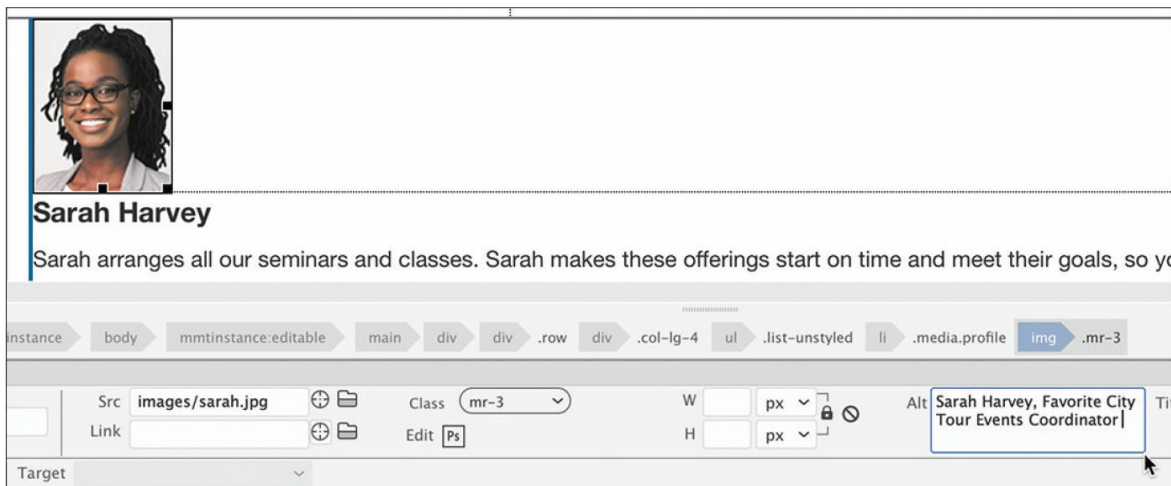 Sarah Harvey
Sarah arranges all our seminars and classes. Sarah makes these offerings start on time and meet their goals, so yo
instance body mmtinstance:editable main div div .row div .col-lg-4 ul .list-unstyled li .media.profile img .mr-3
Src images/sarah.jpg Class mr-3 W px Alt Sarah Harvey, Favorite City Ti
Tour Events Coordinator
Link Edit Ps H px
Target